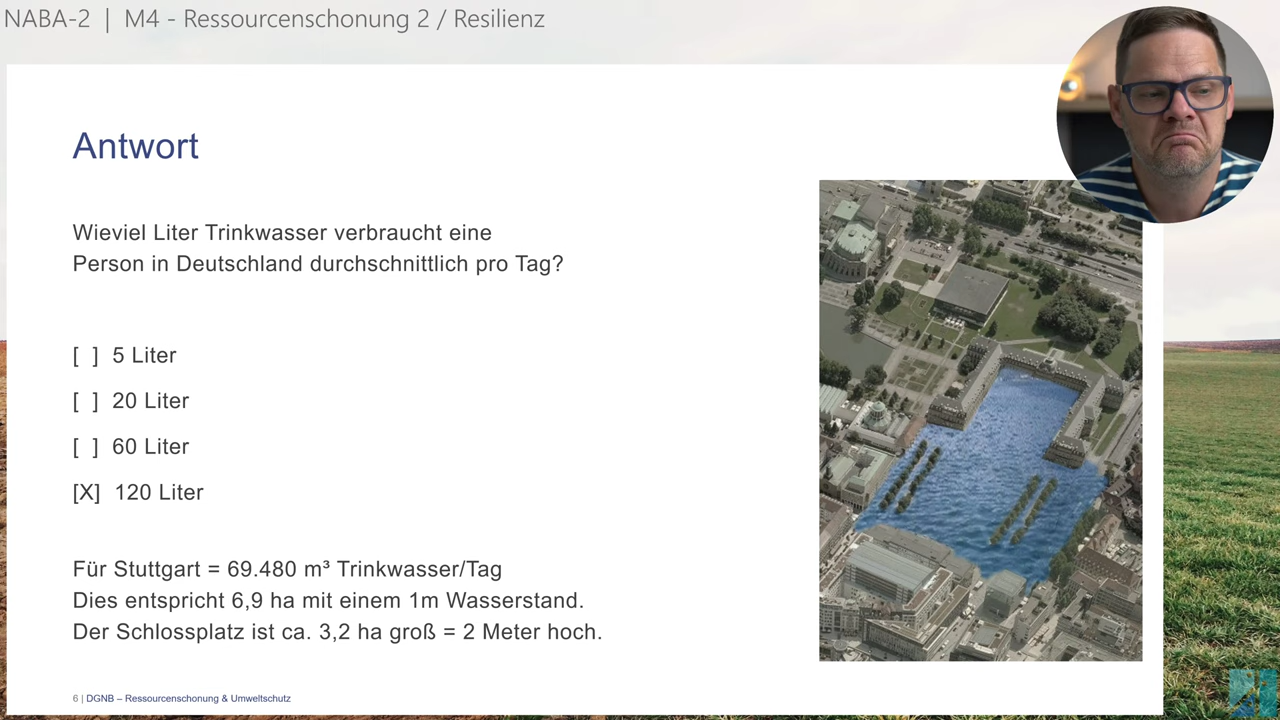 NABA-2 | M4 - Ressourcenschonung 2 / Resilienz
Antwort
Wieviel Liter Trinkwasser verbraucht eine
Person in Deutschland durchschnittlich pro Tag?
[ ] 5 Liter
[ ] 20 Liter
[ ] 60 Liter
[X] 120 Liter
Für Stuttgart = 69.480 m³ Trinkwasser/Tag
Dies entspricht 6,9 ha mit einem 1m Wasserstand.
Der Schlossplatz ist ca. 3,2 ha groß = 2 Meter hoch.
6 | DGNB – Ressourcenschonung & Umweltschutz